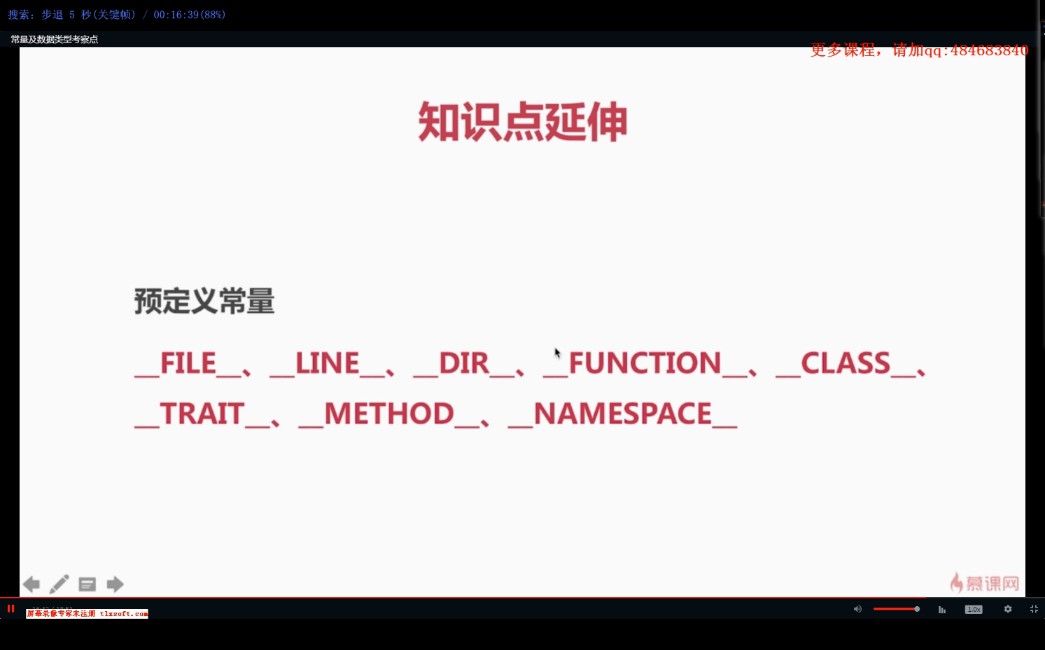 搜索: 步退 5 秒(关键帧) / 00:16:39(88%)
常量及数据类型考察点
更多课程，请加qq:484683840
知识点延伸
预定义常量
__FILE__、__LINE__、__DIR__、__FUNCTION__、__CLASS__、
__TRAIT__、__METHOD__、__NAMESPACE__
慕课网
屏幕录像专家未注册 tlxsoft.com
1.0x